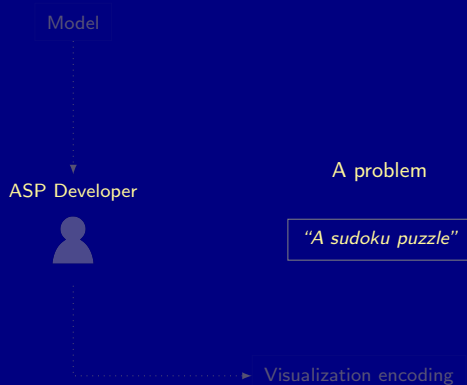 Model
A problem
ASP Developer
“A sudoku puzzle”
Visualization encoding